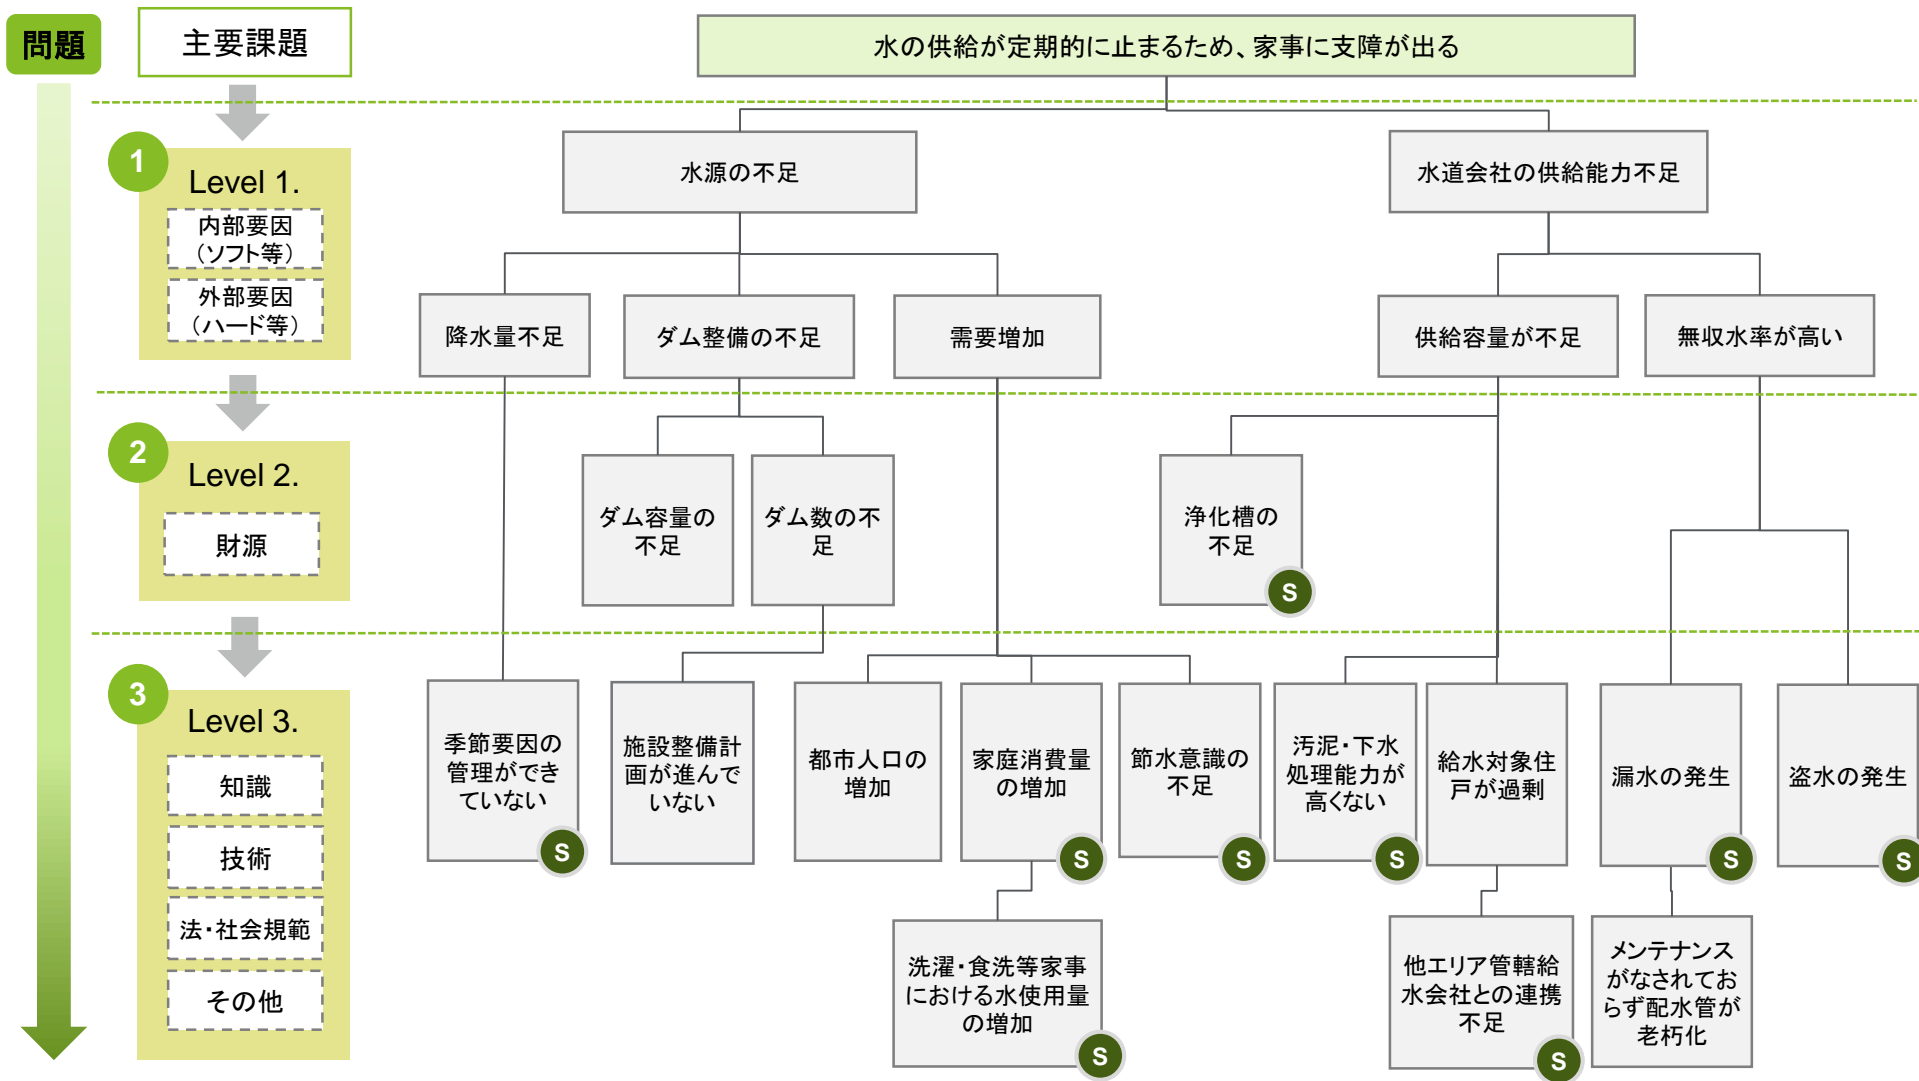 問題
主要課題
水の供給が定期的に止まるため、家事に支障が出る
1
Level 1.
内部要因
(ソフト等)
外部要因
(ハード等)
水源の不足
水道会社の供給能力不足
降水量不足
ダム整備の不足
需要増加
供給容量が不足
無収水率が高い
2
Level 2.
財源
ダム容量の
不足
ダム数の不
足
浄化槽の
不足
S
3
Level 3.
知識
技術
法・社会規範
その他
季節要因の
管理ができ
ていない
S
施設整備計
画が進んで
いない
都市人口の
増加
家庭消費量
の増加
S
節水意識の
不足
S
汚泥・下水
処理能力が
高くない
S
給水対象住
戸が過剰
漏水の発生
S
盗水の発生
S
洗濯・食洗等家事
における水使用量
の増加
S
他エリア管轄給
水会社との連携
不足
S
メンテナンス
がなされてお
らず配水管が
老朽化